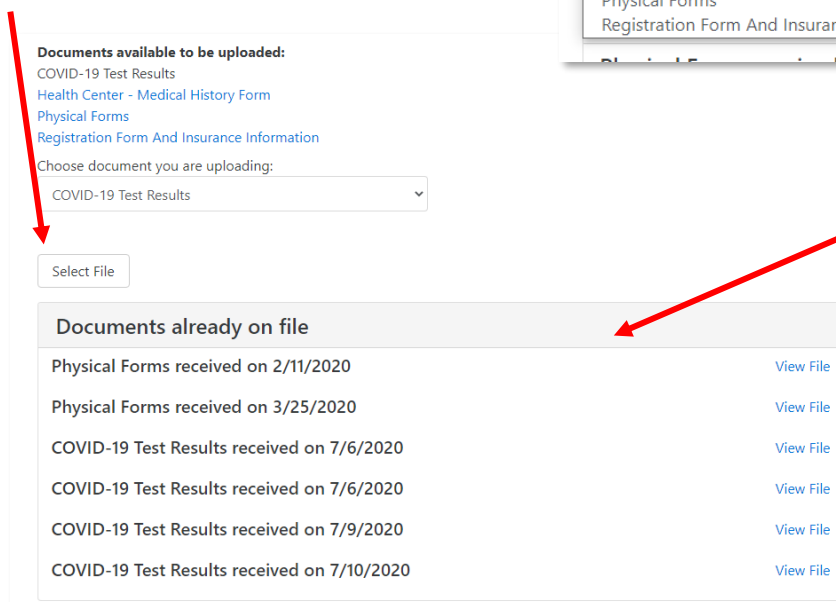 Physical Forms
Registration Form And Insuran
Documents available to be uploaded:
COVID-19 Test Results
Health Center - Medical History Form
Physical Forms
Registration Form And Insurance Information
Choose document you are uploading:
COVID-19 Test Results
Select File
Documents already on file
Physical Forms received on 2/11/2020 View File
Physical Forms received on 3/25/2020 View File
COVID-19 Test Results received on 7/6/2020 View File
COVID-19 Test Results received on 7/6/2020 View File
COVID-19 Test Results received on 7/9/2020 View File
COVID-19 Test Results received on 7/10/2020 View File